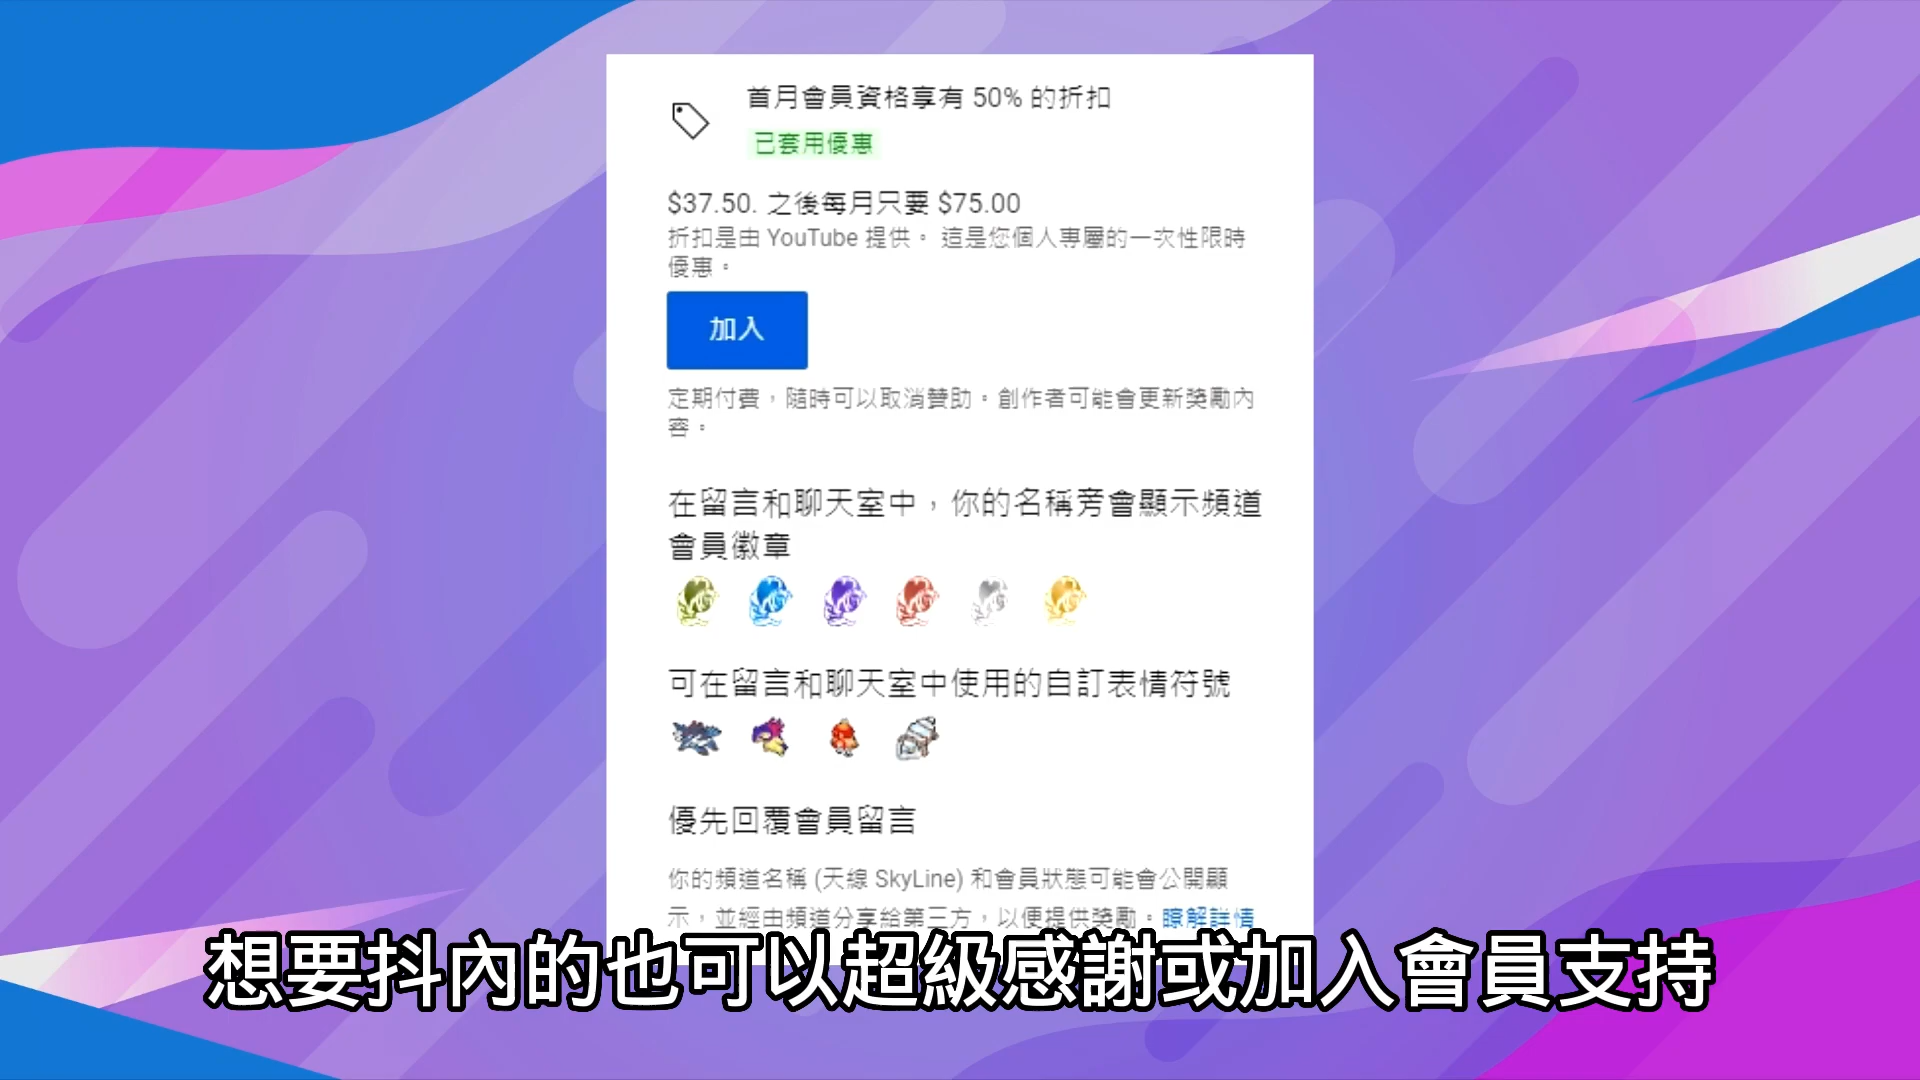 首月會員資格享有 50% 的折扣
已套用優惠
$37.50. 之後每月只要 $75.00
折扣是由 YouTube 提供。 這是您個人專屬的一次性限時
優惠。
加入
定期付費，隨時可以取消贊助。創作者可能會更新獎勵內
容。
在留言和聊天室中，你的名稱旁會顯示頻道
會員徽章
可在留言和聊天室中使用的自訂表情符號
優先回覆會員留言
你的頻道名稱 (天線 SkyLine) 和會員狀態可能會公開顯
示，並經由頻道分享給第三方，以便提供獎勵。瞭解詳情
想要抖內的也可以超級感謝或加入會員支持